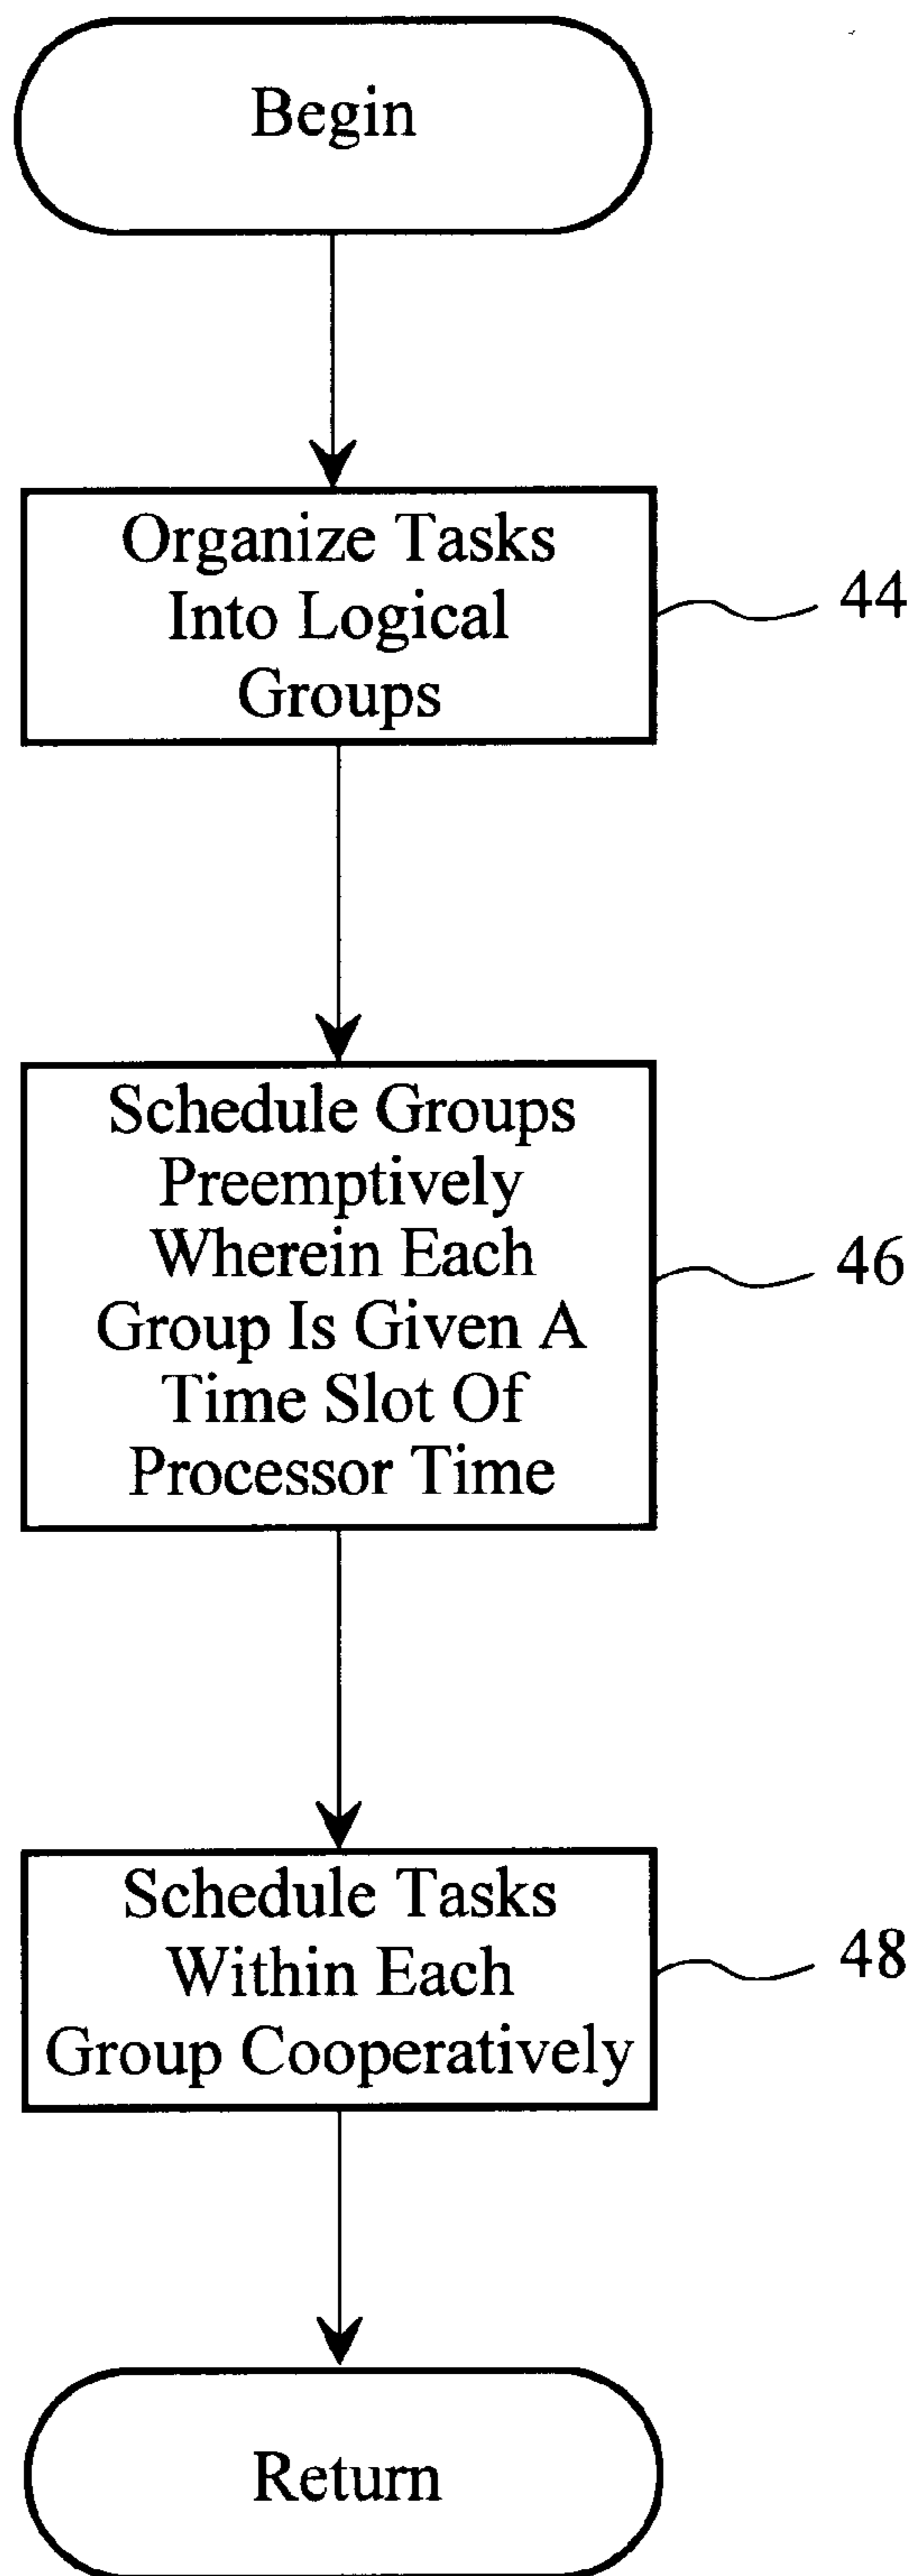 Begin
Organize Tasks
Into Logical
Groups
44
Schedule Groups
Preemptively
Wherein Each
Group Is Given A
Time Slot Of
Processor Time
46
Schedule Tasks
Within Each
Group Cooperatively
48
Return